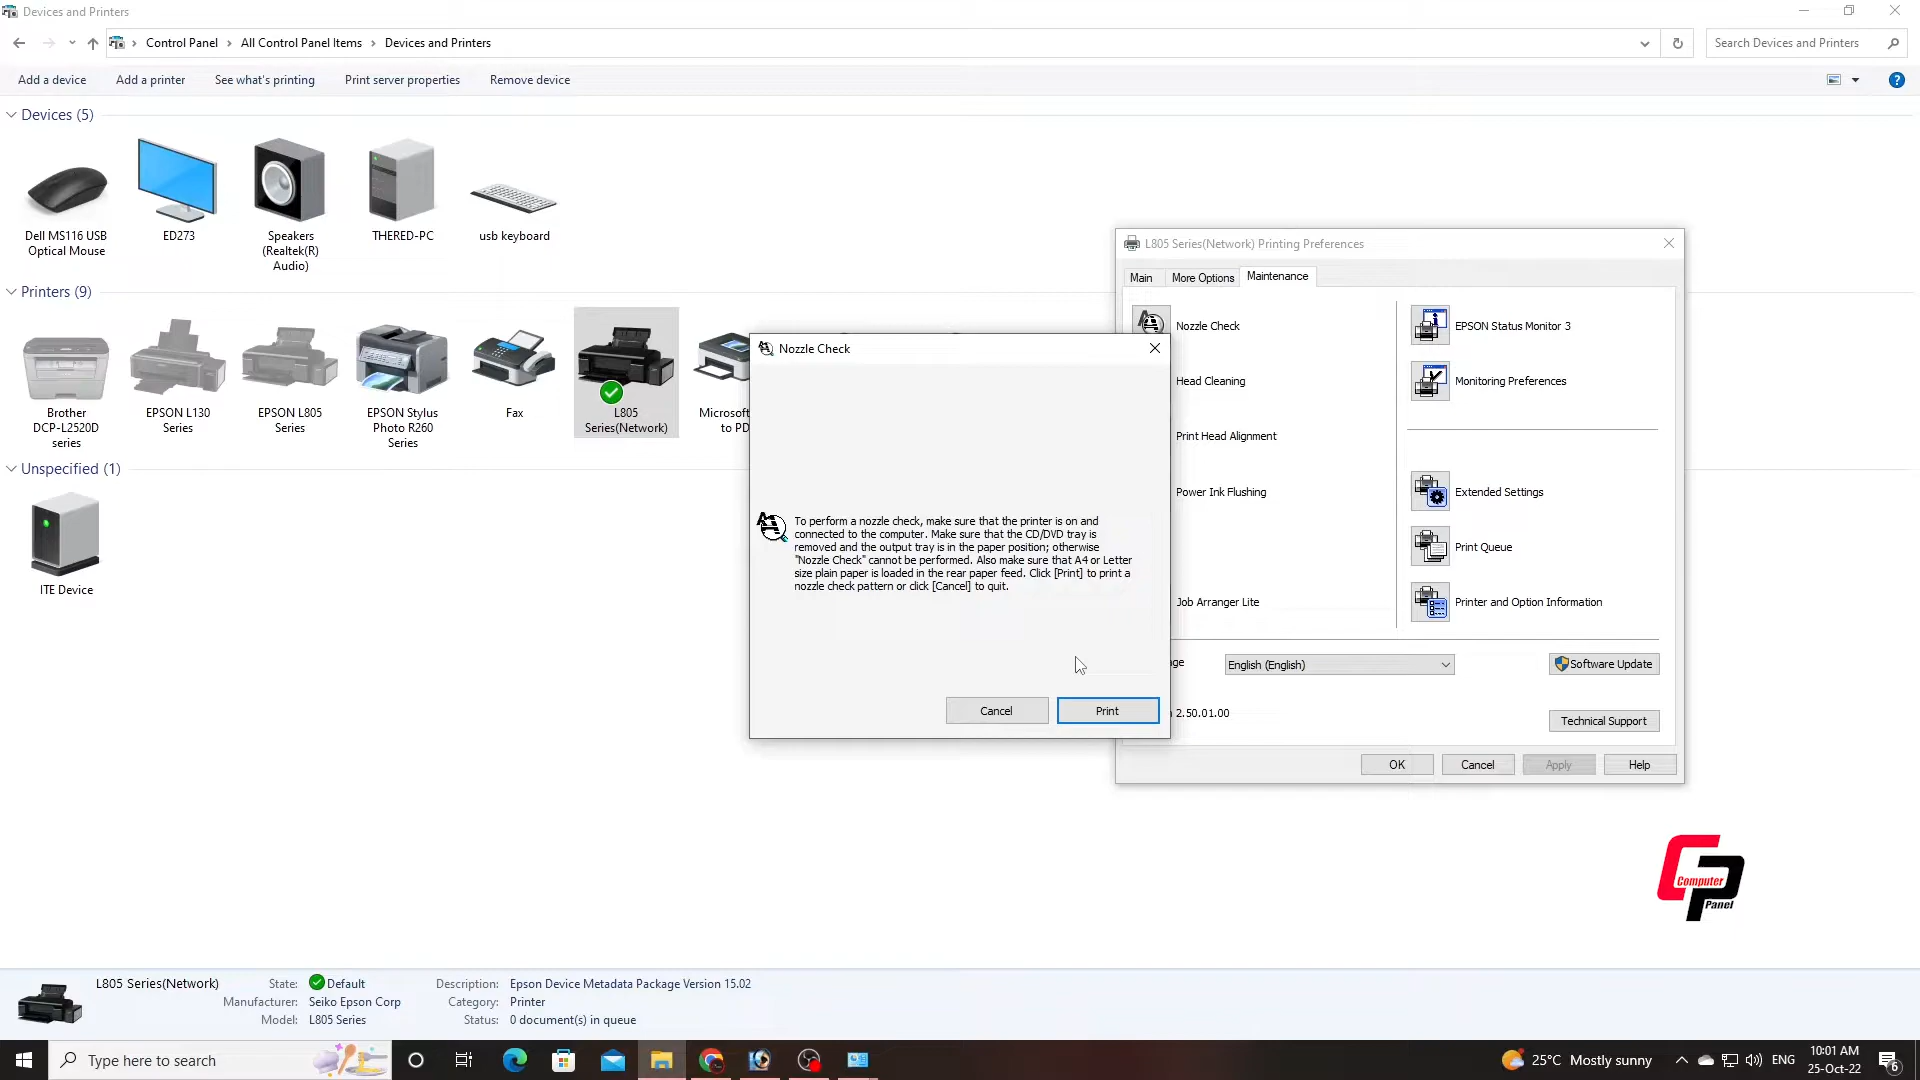 Devices and Printers
Control Panel › All Control Panel Items › Devices and Printers
Search Devices and Printers
Add a device
Add a printer
See what's printing
Print server properties
Remove device
Devices (5)
Dell MS116 USB
Optical Mouse
ED273
Speakers
(Realtek(R)
Audio)
THERED-PC
usb keyboard
Printers (9)
Brother
DCP-L2520D
series
EPSON L130
Series
EPSON L805
Series
EPSON Stylus
Photo R260
Series
Fax
L805
Series(Network)
Microsoft
to PD
Unspecified (1)
ITE Device
L805 Series(Network) Printing Preferences
Main
More Options
Maintenance
Nozzle Check
Head Cleaning
Print Head Alignment
Power Ink Flushing
Job Arranger Lite
EPSON Status Monitor 3
Monitoring Preferences
Extended Settings
Print Queue
Printer and Option Information
English (English)
Software Update
2.50.01.00
Technical Support
OK
Cancel
Apply
Help
Nozzle Check
To perform a nozzle check, make sure that the printer is on and
connected to the computer. Make sure that the CD/DVD tray is
removed and the output tray is in the paper position; otherwise
"Nozzle Check" cannot be performed. Also make sure that A4 or Letter
size plain paper is loaded in the rear paper feed. Click [Print] to print a
nozzle check pattern or click [Cancel] to quit.
Cancel
Print
CP
Computer
Panel
L805 Series(Network)
State: Default
Manufacturer: Seiko Epson Corp
Model: L805 Series
Description: Epson Device Metadata Package Version 15.02
Category: Printer
Status: 0 document(s) in queue
Type here to search
25°C Mostly sunny
ENG
10:01 AM
25-Oct-22
6